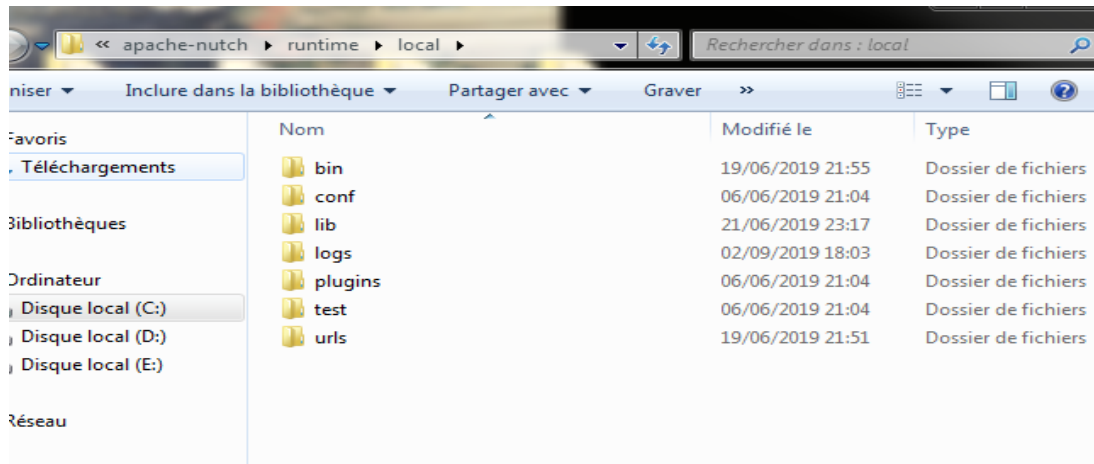 « apache-nutch runtime local Rechercher dans : local
niser Inclure dans la bibliothèque Partager avec Graver »
Favoris
Téléchargements
Bibliothèques
Ordinateur
Disque local (C:)
Disque local (D:)
Disque local (E:)
Réseau
Nom Modifié le Type
bin 19/06/2019 21:55 Dossier de fichiers
conf 06/06/2019 21:04 Dossier de fichiers
lib 21/06/2019 23:17 Dossier de fichiers
logs 02/09/2019 18:03 Dossier de fichiers
plugins 06/06/2019 21:04 Dossier de fichiers
test 06/06/2019 21:04 Dossier de fichiers
urls 19/06/2019 21:51 Dossier de fichiers